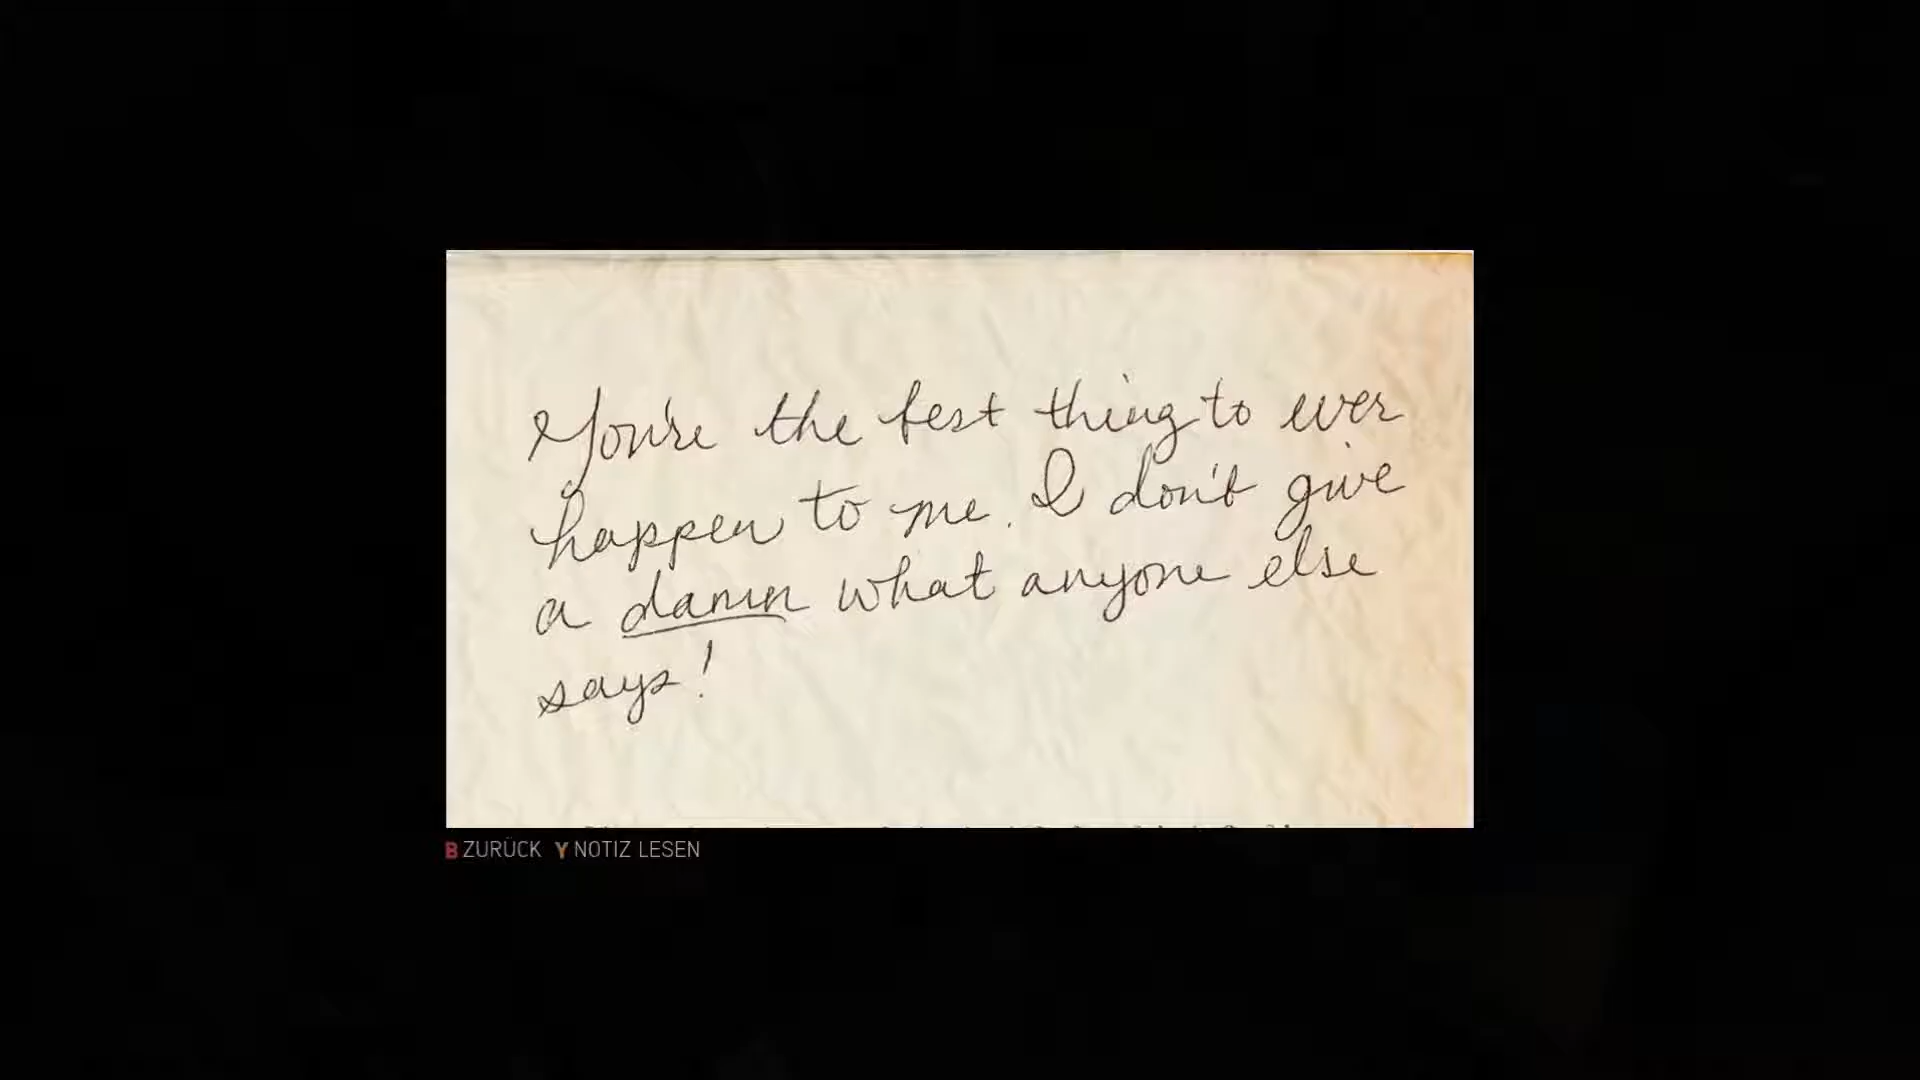 You're the best thing to ever
happen to me. I don't give
a damn what anyone else
says!
B ZURÜCK Y NOTIZ LESEN